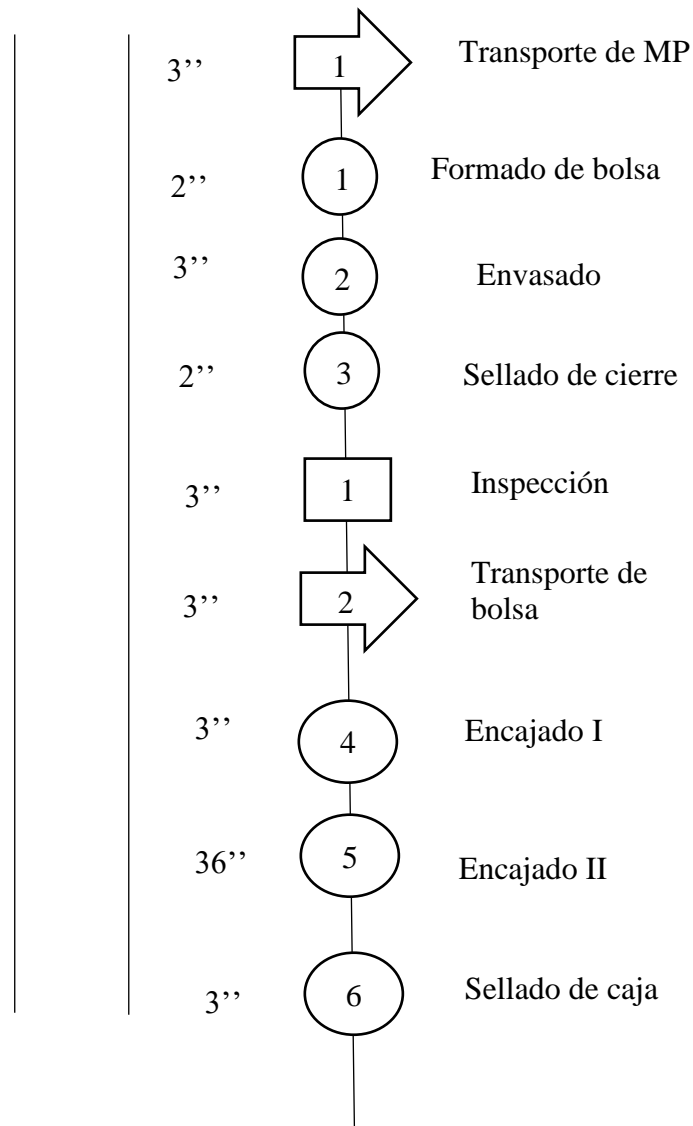 3’’ 1 Transporte de MP
2’’ 1 Formado de bolsa
3’’ 2 Envasado
2’’ 3 Sellado de cierre
3’’ 1 Inspección
3’’ 2 Transporte de
bolsa
3’’ 4 Encajado I
36’’ 5 Encajado II
3’’ 6 Sellado de caja